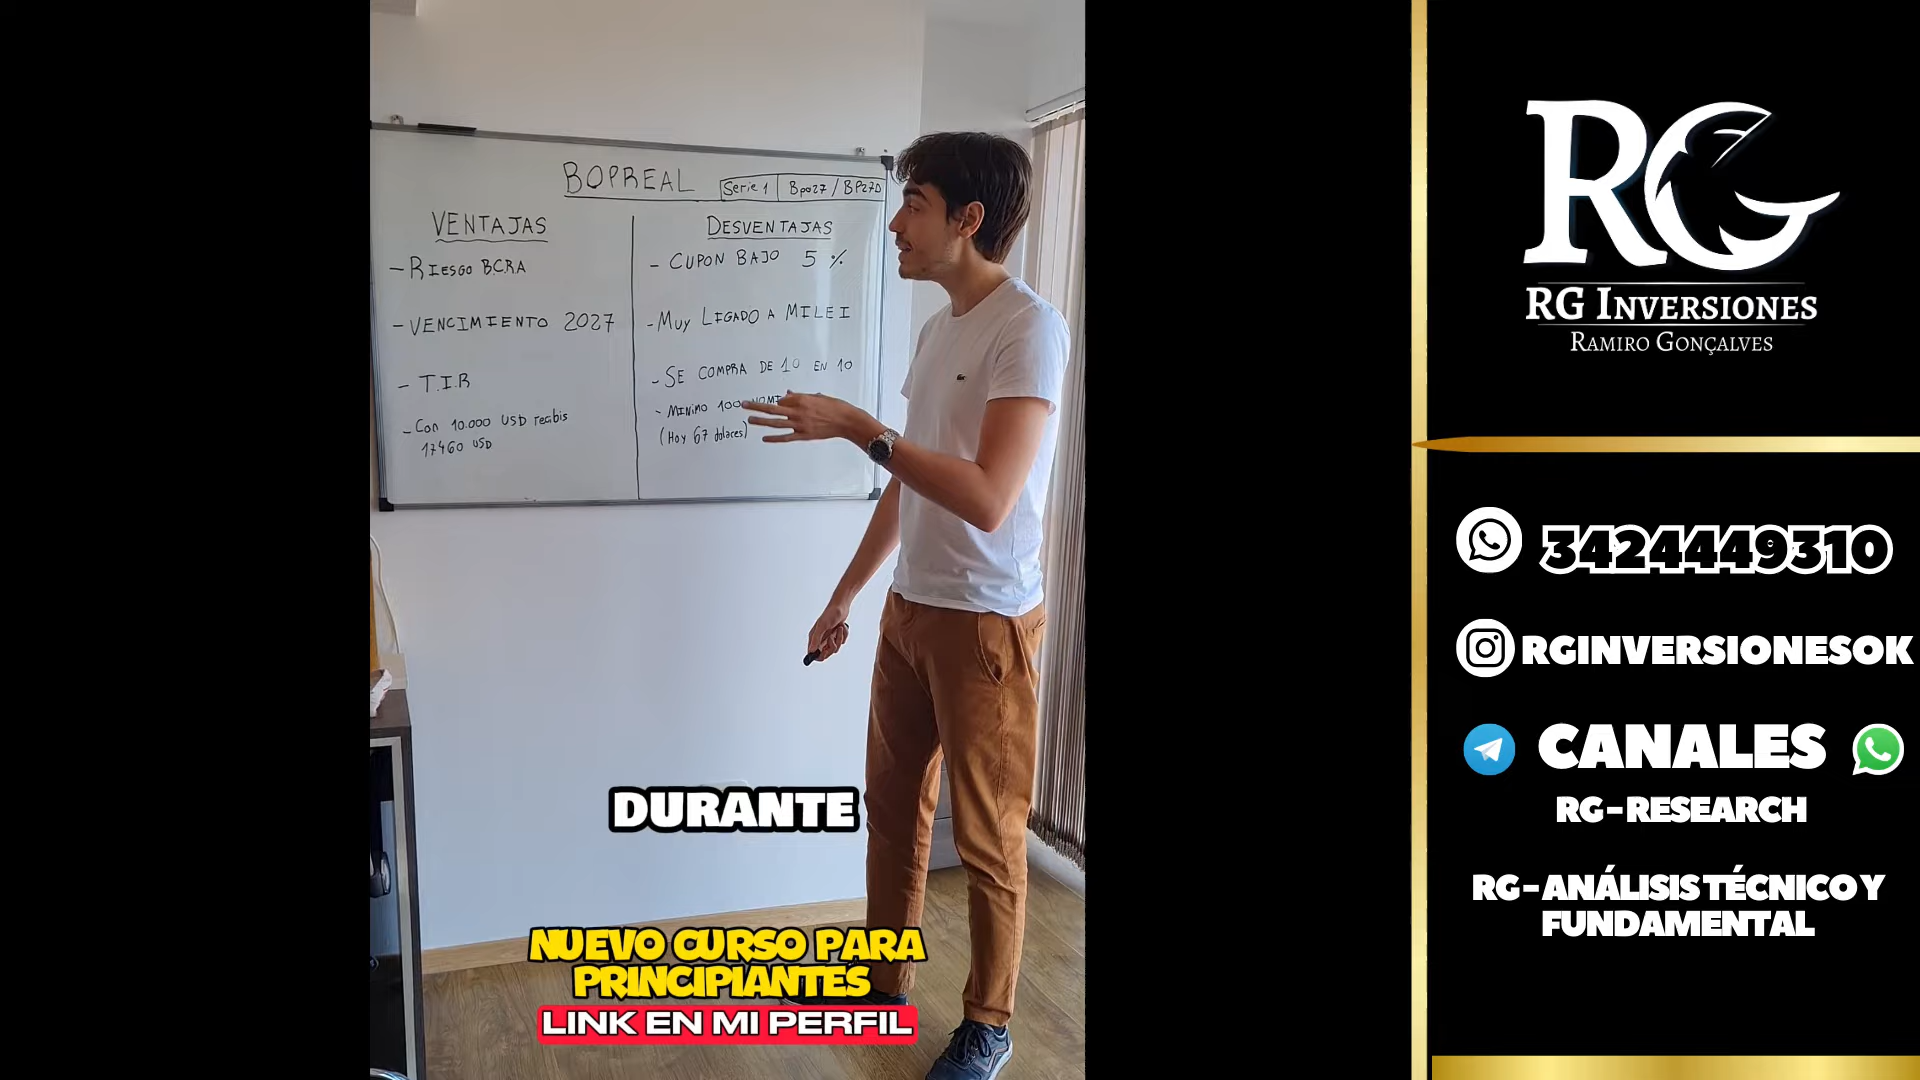 BOPREAL
Serie 1 | Bpo27 / BP27D
VENTAJAS
- RIESGO BCRA
- VENCIMIENTO 2027
- T.I.R
- Con 10.000 USD recibis
17460 USD
DESVENTAJAS
- CUPON BAJO 5 %
- MUY LIGADO A MILEI
- SE COMPRA DE 10 EN 10
- MINIMO 100
(Hoy 67 dolares)
DURANTE
NUEVO CURSO PARA
PRINCIPIANTES
LINK EN MI PERFIL
RG
RG INVERSIONES
RAMIRO GONÇALVES
3424449310
RGINVERSIONESOK
CANALES
RG-RESEARCH
RG-ANÁLISIS TÉCNICO Y
FUNDAMENTAL